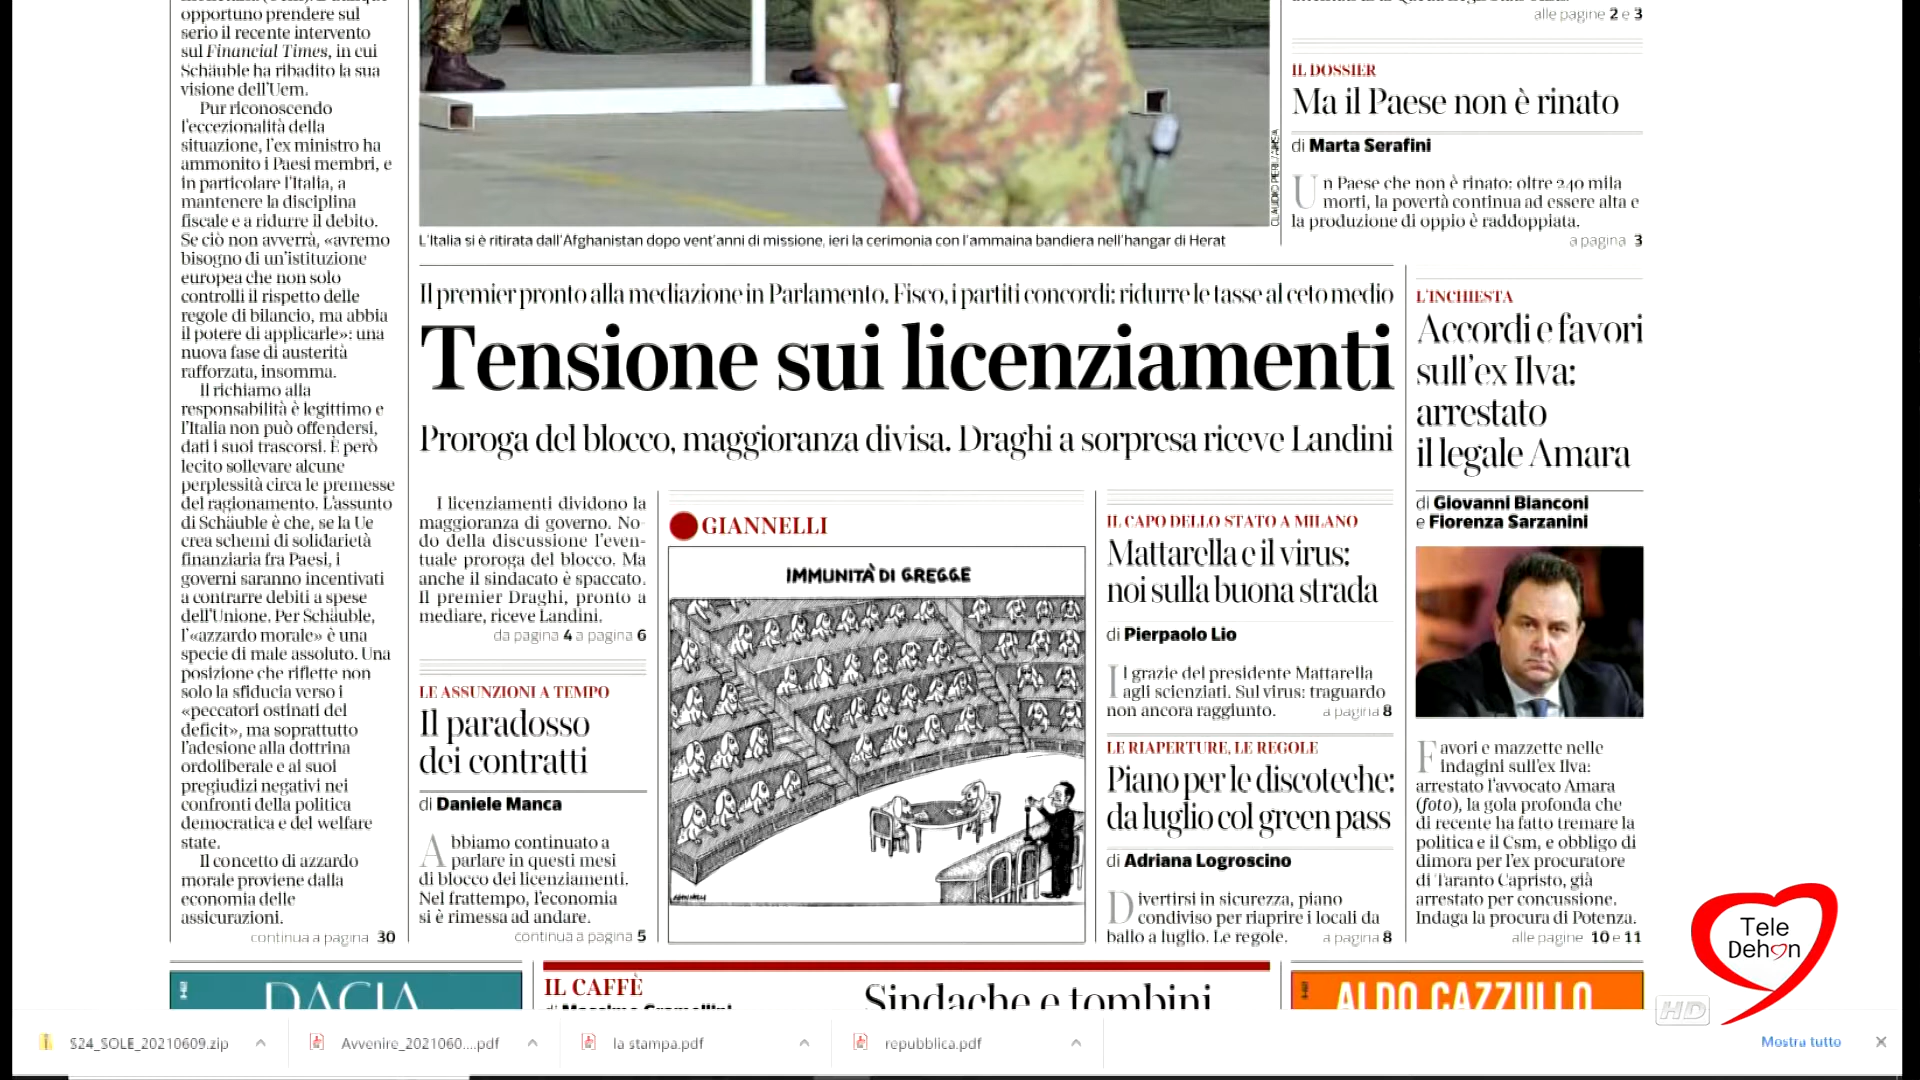 opportuno prendere sul
serio il recente intervento
sul Financial Times, in cui
Schäuble ha ribadito la sua
visione dell'Uem.
Pur riconoscendo
l'eccezionalità della
situazione, l'ex ministro ha
ammonito i Paesi membri, e
in particolare l'Italia, a
mantenere la disciplina
fiscale e a ridurre il debito.
Se ciò non avverrà, «avremo
bisogno di un'istituzione
europea che non solo
controlli il rispetto delle
regole di bilancio, ma abbia
il potere di applicarle»: una
nuova fase di austerità
rafforzata, insomma.
Il richiamo alla
responsabilità è legittimo e
l'Italia non può offendersi,
dati i suoi trascorsi. È però
lecito sollevare alcune
perplessità circa le premesse
del ragionamento. L'assunto
di Schäuble è che, se la Ue
crea schemi di solidarietà
finanziaria fra Paesi, i
governi saranno incentivati
a contrarre debiti a spese
dell'Unione. Per Schäuble,
l'«azzardo morale» è una
specie di male assoluto. Una
posizione che riflette non
solo la sfiducia verso i
«peccatori ostinati del
deficit», ma soprattutto
l'adesione alla dottrina
ordoliberale e ai suoi
pregiudizi negativi nei
confronti della politica
democratica e del welfare
state.
Il concetto di azzardo
morale proviene dalla
economia delle
assicurazioni.
continua a pagina 30
L'Italia si è ritirata dall'Afghanistan dopo vent'anni di missione, ieri la cerimonia con l'ammaina bandiera nell'hangar di Herat
alle pagine 2 e 3
IL DOSSIER
Ma il Paese non è rinato
di Marta Serafini
Un Paese che non è rinato: oltre 240 mila
morti, la povertà continua ad essere alta e
la produzione di oppio è raddoppiata.
a pagina 3
Il premier pronto alla mediazione in Parlamento. Fisco, i partiti concordi: ridurre le tasse al ceto medio
Tensione sui licenziamenti
Proroga del blocco, maggioranza divisa. Draghi a sorpresa riceve Landini
I licenziamenti dividono la
maggioranza di governo. No-
do della discussione l'even-
tuale proroga del blocco. Ma
anche il sindacato è spaccato.
Il premier Draghi, pronto a
mediare, riceve Landini.
da pagina 4 a pagina 6
LE ASSUNZIONI A TEMPO
Il paradosso
dei contratti
di Daniele Manca
Abbiamo continuato a
parlare in questi mesi
di blocco dei licenziamenti.
Nel frattempo, l'economia
si è rimessa ad andare.
continua a pagina 5
GIANNELLI
IMMUNITÀ DI GREGGE
IL CAPO DELLO STATO A MILANO
Mattarella e il virus:
noi sulla buona strada
di Pierpaolo Lio
Il grazie del presidente Mattarella
agli scienziati. Sul virus: traguardo
non ancora raggiunto. a pagina 8
LE RIAPERTURE, LE REGOLE
Piano per le discoteche:
da luglio col green pass
di Adriana Logroscino
Divertirsi in sicurezza, piano
condiviso per riaprire i locali da
ballo a luglio. Le regole. a pagina 8
L'INCHIESTA
Accordi e favori
sull'ex Ilva:
arrestato
il legale Amara
di Giovanni Bianconi
e Fiorenza Sarzanini
Favori e mazzette nelle
indagini sull'ex Ilva:
arrestato l'avvocato Amara
(foto), la gola profonda che
di recente ha fatto tremare la
politica e il Csm, e obbligo di
dimora per l'ex procuratore
di Taranto Capristo, già
arrestato per concussione.
Indaga la procura di Potenza.
alle pagine 10 e 11
DACIA
IL CAFFÈ
di Massimo Gramellini
Sindache e tombini
ALDO CAZZULLO
Tele
Dehon
HD
S24_SOLE_20210609.zip
Avvenire_2021060....pdf
la stampa.pdf
repubblica.pdf
Mostra tutto